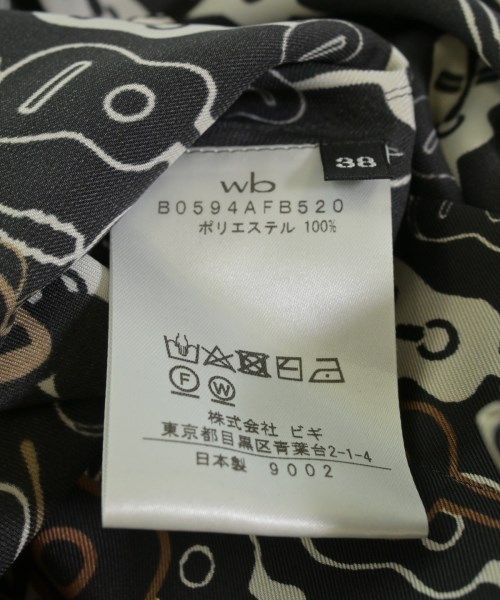 38
wb
B0594AFB520
ポリエステル 100%
F W
株式会社 ビギ
東京都目黒区青葉台2-1-4
日本製 9002